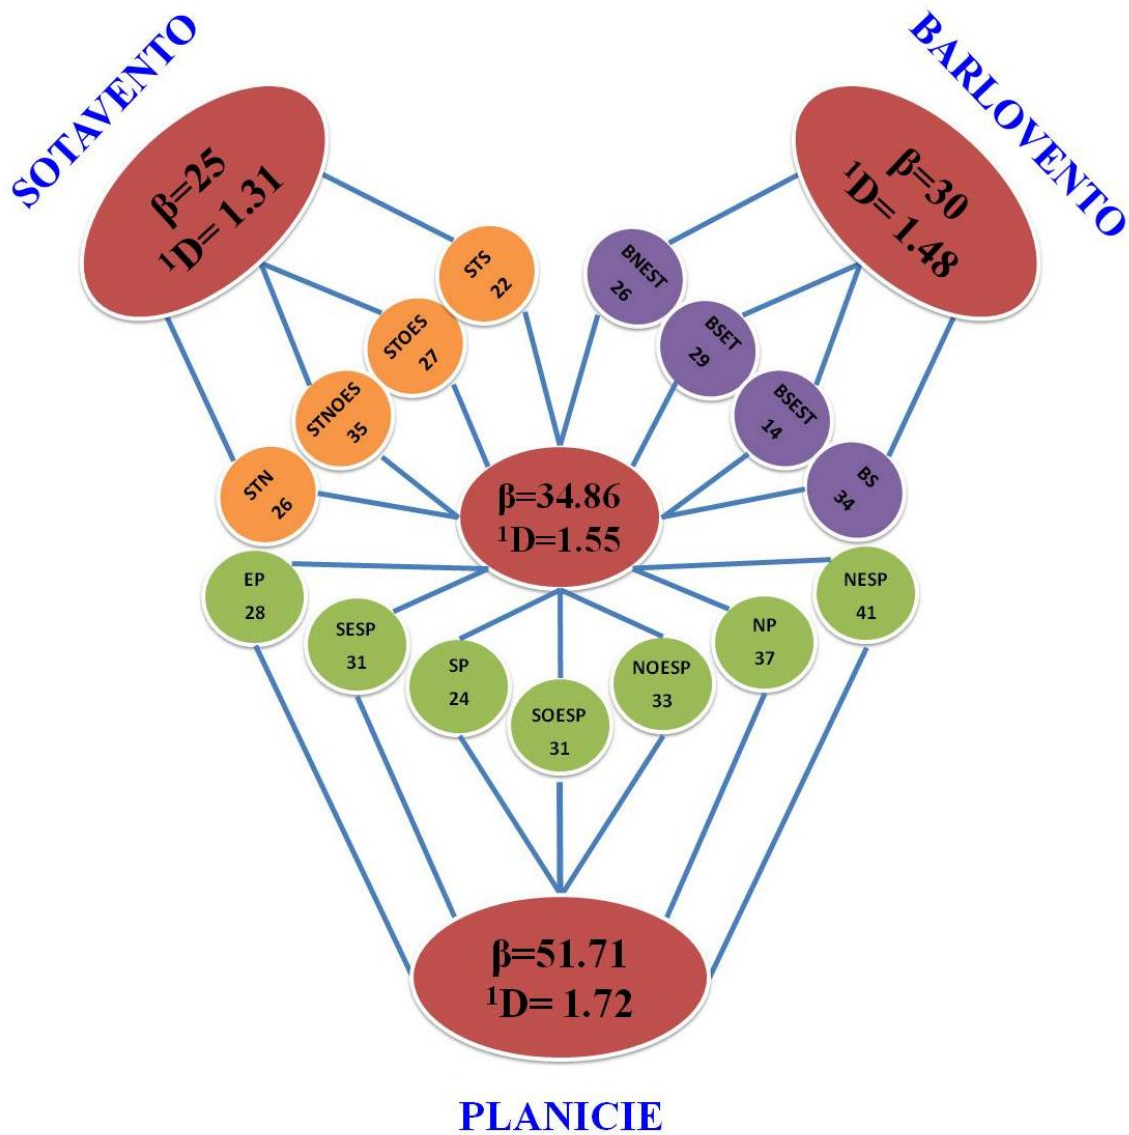 SOTAVENTO
BARLOVENTO
β=25
¹D= 1.31
β=30
¹D= 1.48
STS
22
STOES
27
STNOES
35
STN
26
BNEST
26
BSET
29
BSEST
14
BS
34
β=34.86
¹D=1.55
EP
28
SESP
31
SP
24
SOESP
31
NOESP
33
NP
37
NESP
41
β=51.71
¹D= 1.72
PLANICIE